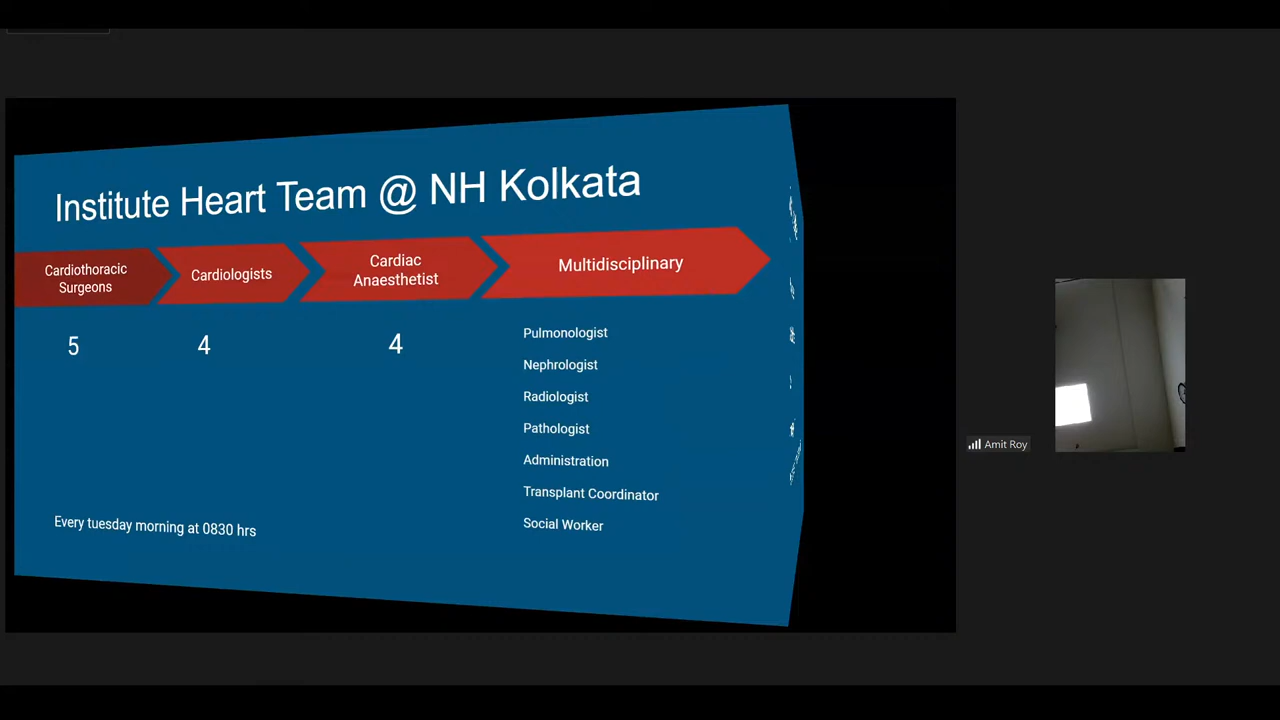 Institute Heart Team @ NH Kolkata
Cardiothoracic
Surgeons
Cardiologists
Cardiac
Anaesthetist
Multidisciplinary
5
4
4
Pulmonologist
Nephrologist
Radiologist
Pathologist
Administration
Transplant Coordinator
Social Worker
Every tuesday morning at 0830 hrs
Amit Roy